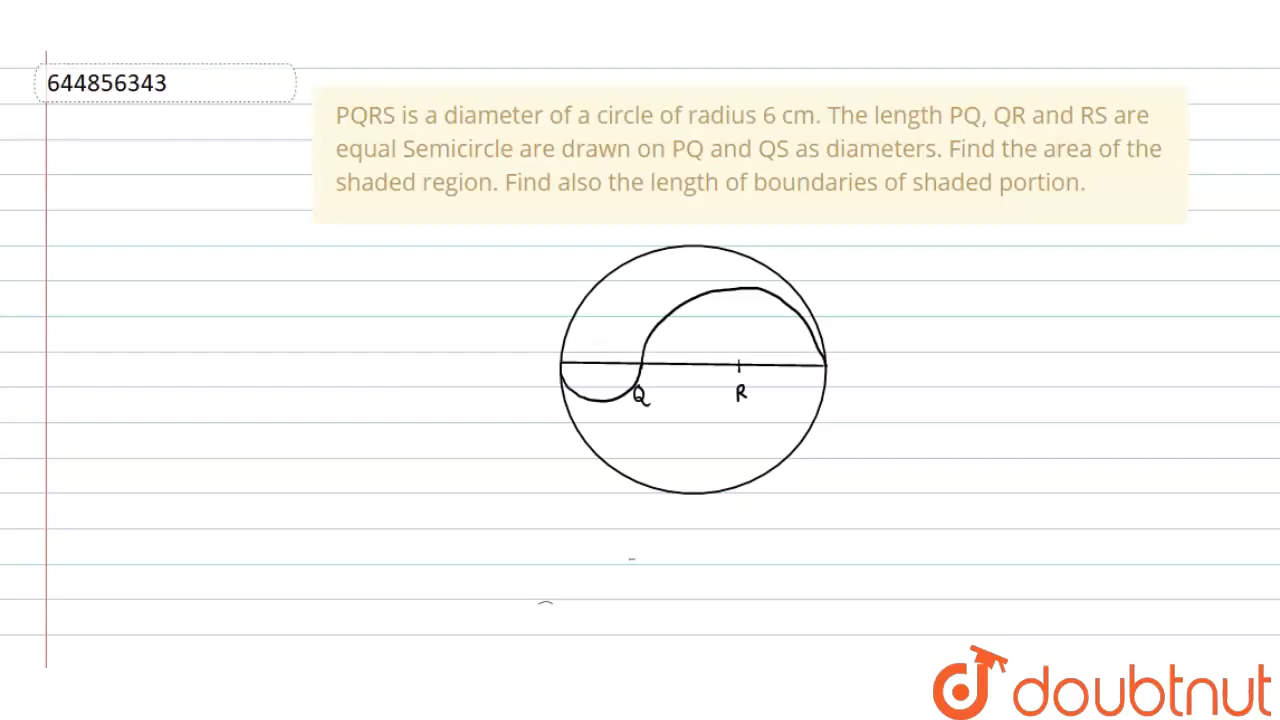 644856343
PQRS is a diameter of a circle of radius 6 cm. The length PQ, QR and RS are
equal Semicircle are drawn on PQ and QS as diameters. Find the area of the
shaded region. Find also the length of boundaries of shaded portion.
Q R
doubtnut